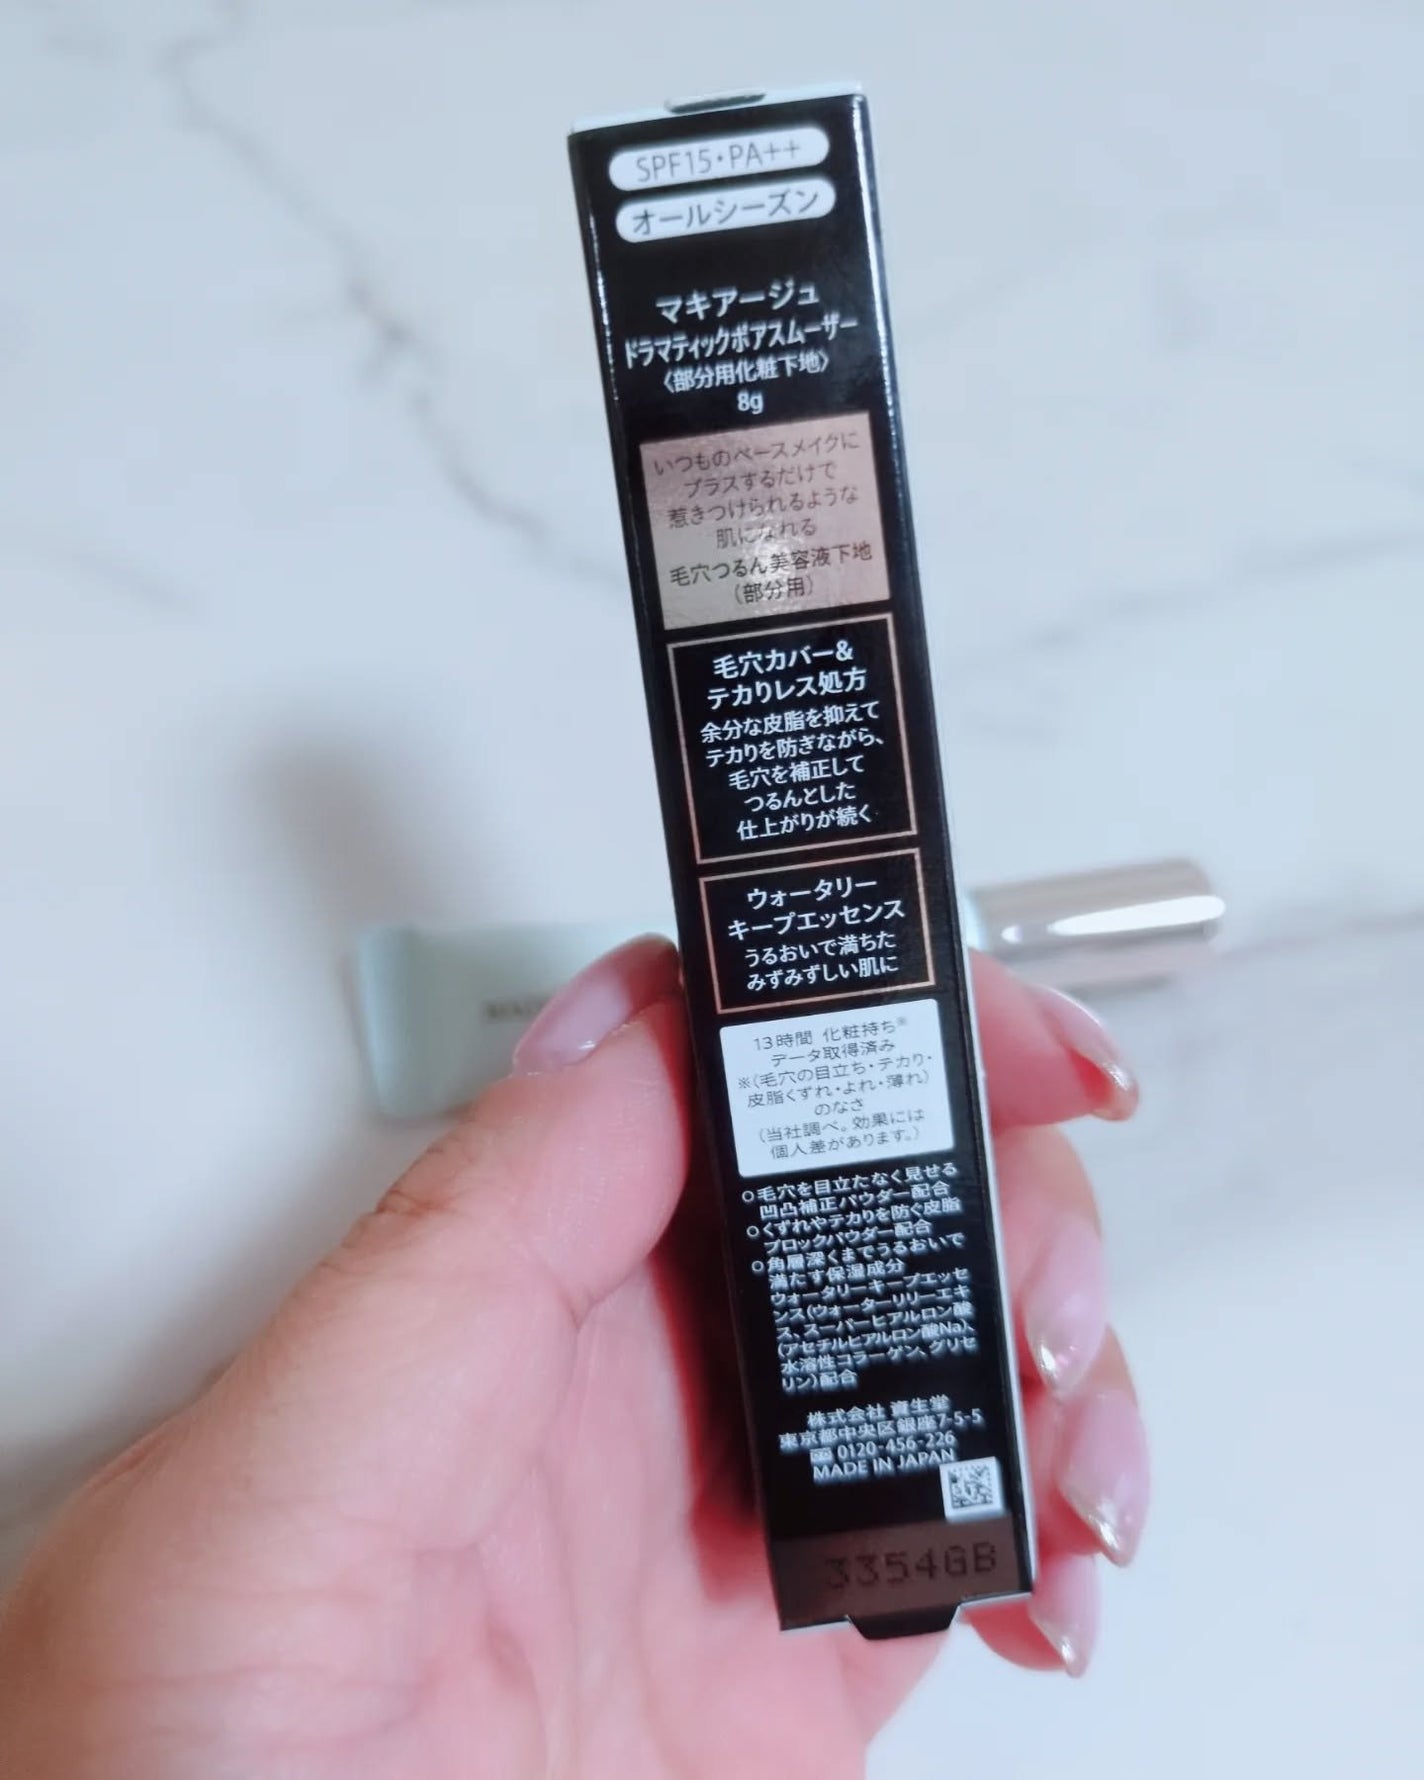 SPF15・PA++
オールシーズン
マキアージュ
ドラマティックポアスムーザー
〈部分用化粧下地〉
8g
いつものベースメイクに
プラスするだけで
惹きつけられるような
肌になれる
毛穴つるん美容液下地
（部分用）
毛穴カバー&
テカりレス処方
余分な皮脂を抑えて
テカりを防ぎながら、
毛穴を補正して
つるんとした
仕上がりが続く
ウォータリー
キープエッセンス
うるおいで満ちた
みずみずしい肌に
13時間 化粧持ち※
データ取得済み
※（毛穴の目立ち・テカり・
皮脂くずれ・よれ・薄れ）
のなさ
（当社調べ。効果には
個人差があります。）
○毛穴を目立たなく見せる
凹凸補正パウダー配合
○くずれやテカりを防ぐ皮脂
ブロックパウダー配合
○角層深くまでうるおいで
満たす保湿成分
ウォータリーキープエッセ
ンス（ウォーターリリーエキ
ス、スーパーヒアルロン酸
（アセチルヒアルロン酸Na）、
水溶性コラーゲン、グリセ
リン）配合
株式会社 資生堂
東京都中央区銀座7-5-5
0120-456-226
MADE IN JAPAN
3354GB